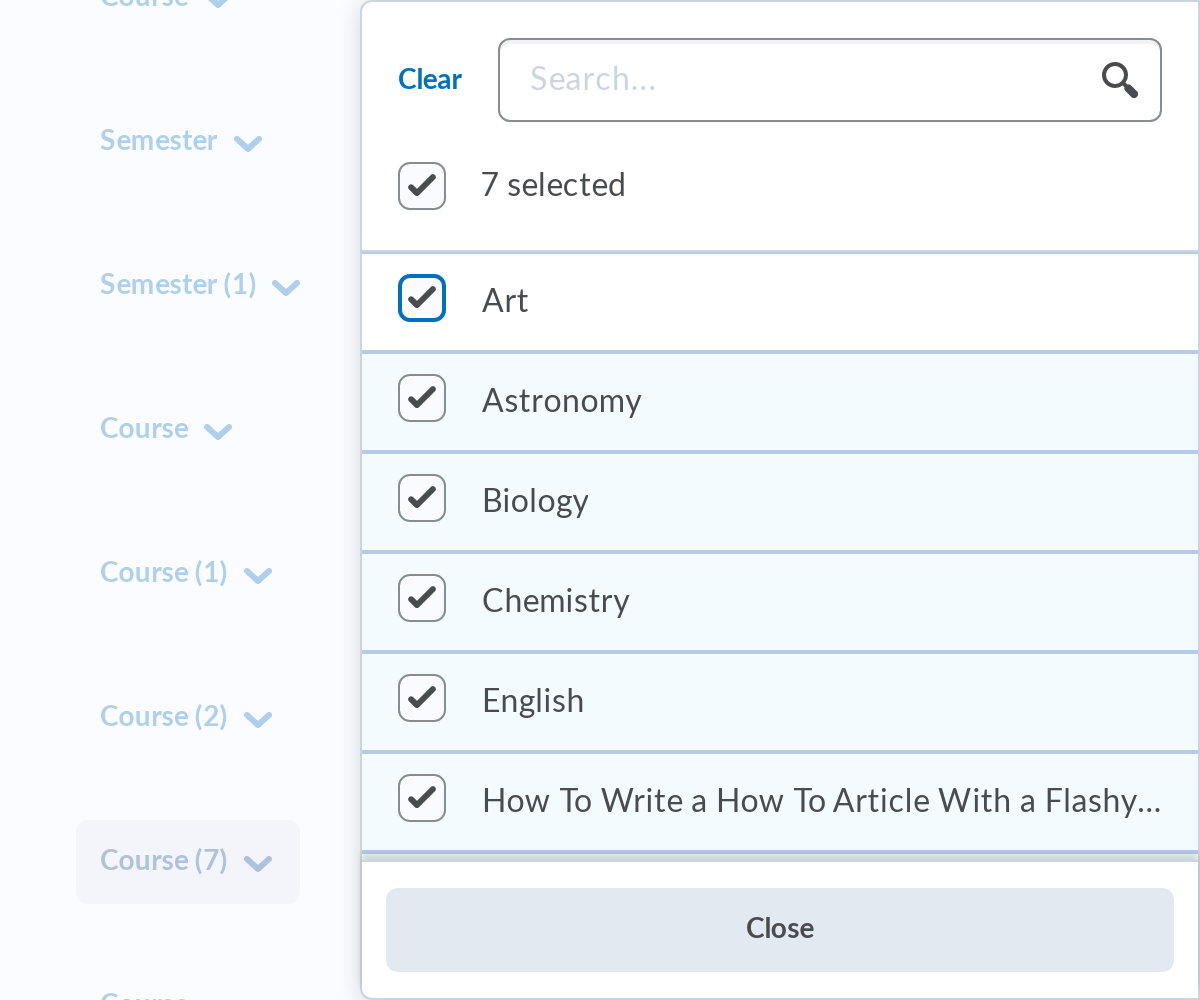 Course
Semester
Semester (1)
Course
Course (1)
Course (2)
Course (7)
Course
Clear
Search...
7 selected
Art
Astronomy
Biology
Chemistry
English
How To Write a How To Article With a Flashy...
Close